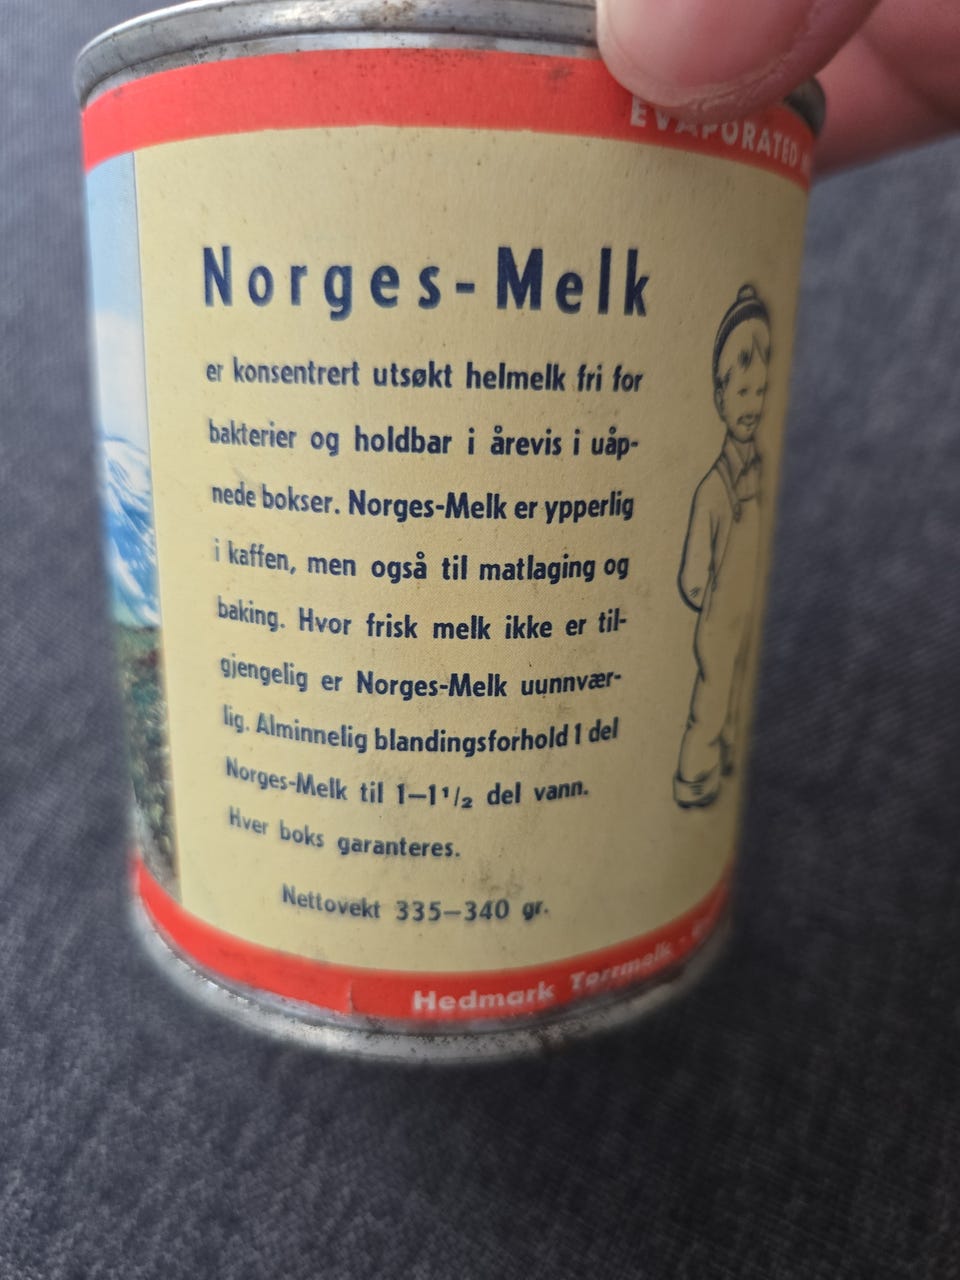 EVAPORATED
Norges-Melk
er konsentrert utsøkt helmelk fri for
bakterier og holdbar i årevis i uåp-
nede bokser. Norges-Melk er ypperlig
i kaffen, men også til matlaging og
baking. Hvor frisk melk ikke er til-
gjengelig er Norges-Melk uunnvær-
lig. Alminnelig blandingsforhold 1 del
Norges-Melk til 1–1 1/2 del vann.
Hver boks garanteres.
Nettovekt 335–340 gr.
Hedmark Tørrmelk